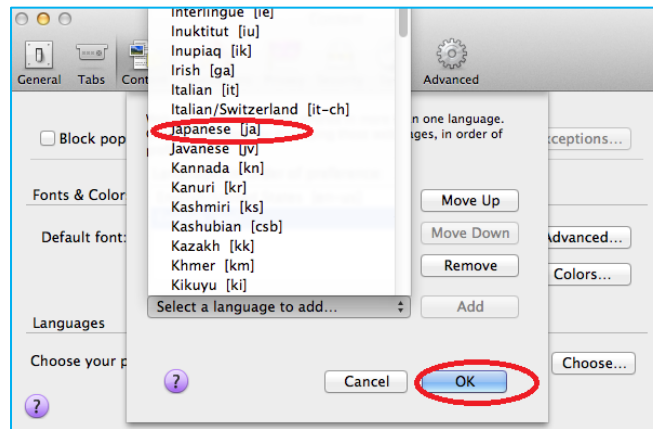 Interlingue [ie]
Inuktitut [iu]
Inupiaq [ik]
Irish [ga]
Italian [it]
Italian/Switzerland [it-ch]
Japanese [ja]
Javanese [jv]
Kannada [kn]
Kanuri [kr]
Kashmiri [ks]
Kashubian [csb]
Kazakh [kk]
Khmer [km]
Kikuyu [ki]
General Tabs Cont Advanced
n one language.
ages, in order of
Block pop ceptions...
Fonts & Color
Move Up
Default font: Move Down Advanced...
Remove Colors...
Select a language to add... Add
Languages
Choose your p Choose...
? Cancel OK
?